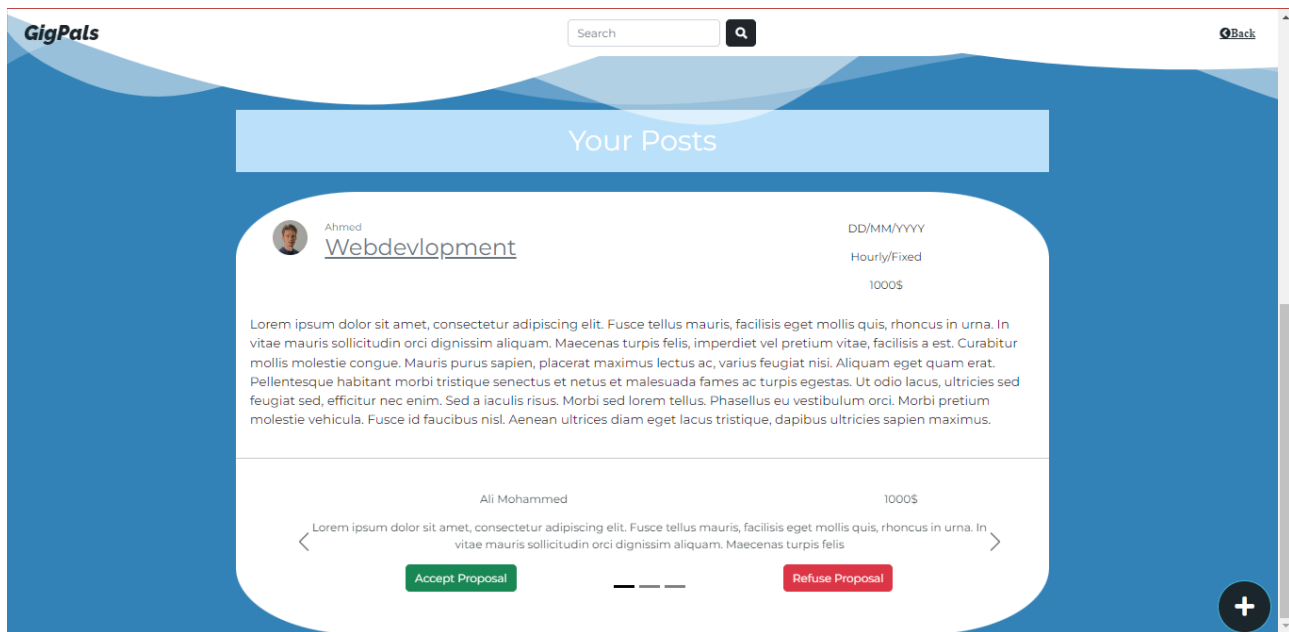 GigPals
Search
Back
Your Posts
Ahmed
Webdevlopment
DD/MM/YYYY
Hourly/Fixed
1000$
Lorem ipsum dolor sit amet, consectetur adipiscing elit. Fusce tellus mauris, facilisis eget mollis quis, rhoncus in urna. In
vitae mauris sollicitudin orci dignissim aliquam. Maecenas turpis felis, imperdiet vel pretium vitae, facilisis a est. Curabitur
mollis molestie congue. Mauris purus sapien, placerat maximus lectus ac, varius feugiat nisi. Aliquam eget quam erat.
Pellentesque habitant morbi tristique senectus et netus et malesuada fames ac turpis egestas. Ut odio lacus, ultricies sed
feugiat sed, efficitur nec enim. Sed a iaculis risus. Morbi sed lorem tellus. Phasellus eu vestibulum orci. Morbi pretium
molestie vehicula. Fusce id faucibus nisl. Aenean ultrices diam eget lacus tristique, dapibus ultricies sapien maximus.
Ali Mohammed
1000$
Lorem ipsum dolor sit amet, consectetur adipiscing elit. Fusce tellus mauris, facilisis eget mollis quis, rhoncus in urna. In
vitae mauris sollicitudin orci dignissim aliquam. Maecenas turpis felis
Accept Proposal
Refuse Proposal